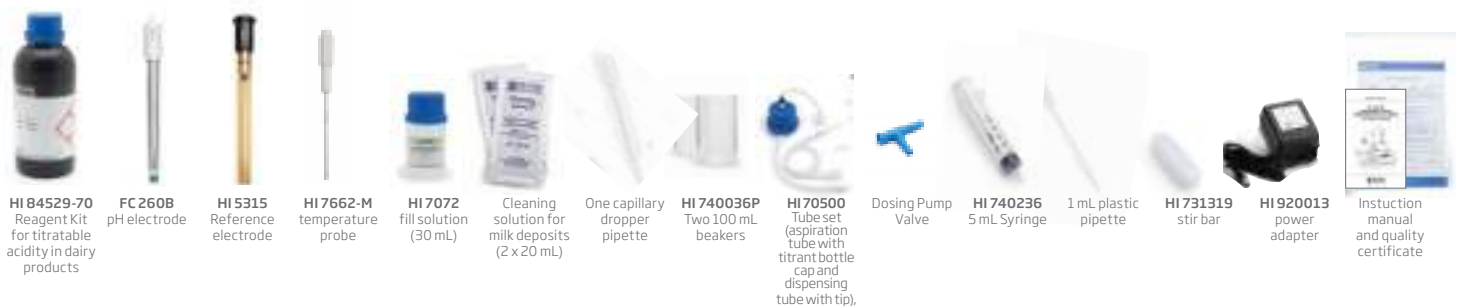 HI 84529-70
Reagent Kit
for titratable
acidity in dairy
products
FC 260B
pH electrode
HI 5315
Reference
electrode
HI 7662-M
temperature
probe
HI 7072
fill solution
(30 mL)
Cleaning
solution for
milk deposits
(2 x 20 mL)
One capillary
dropper
pipette
HI 740036P
Two 100 mL
beakers
HI 70500
Tube set
(aspiration
tube with
titrant bottle
cap and
dispensing
tube with tip),
Dosing Pump
Valve
HI 740236
5 mL Syringe
1 mL plastic
pipette
HI 731319
stir bar
HI 920013
power
adapter
Instuction
manual
and quality
certificate